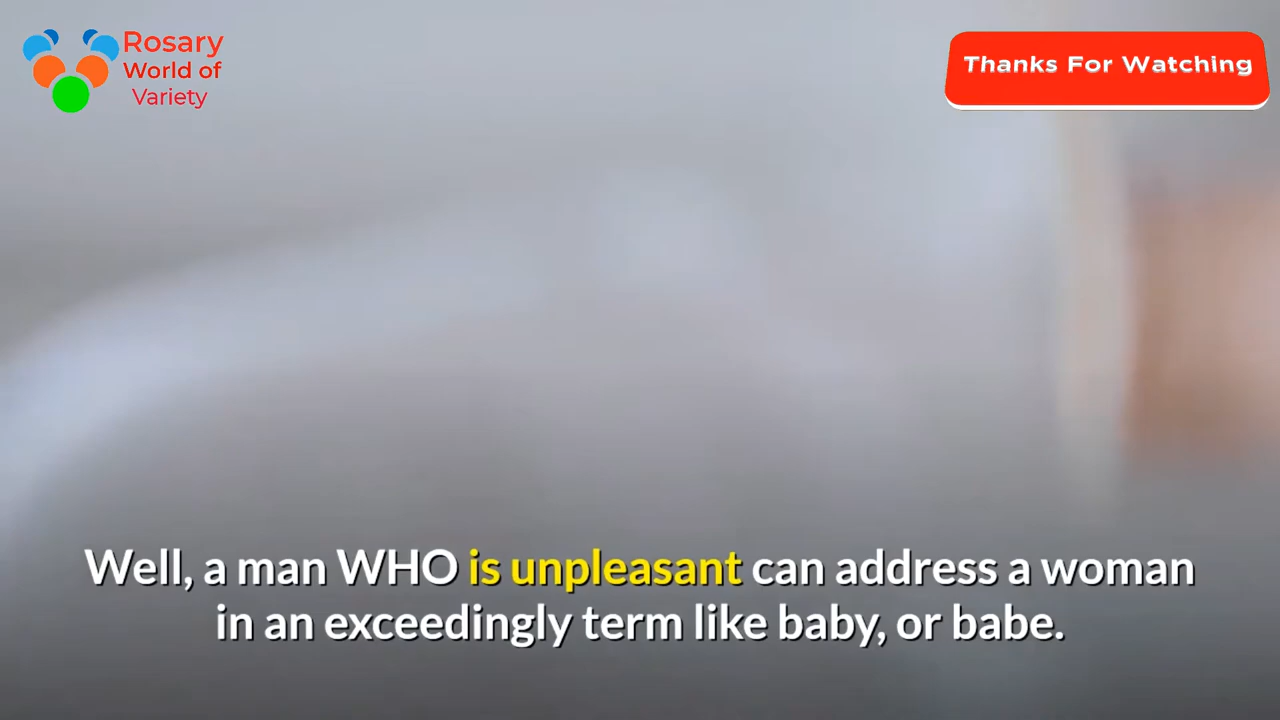 Rosary
World of
Variety
Thanks For Watching
Well, a man WHO is unpleasant can address a woman
in an exceedingly term like baby, or babe.